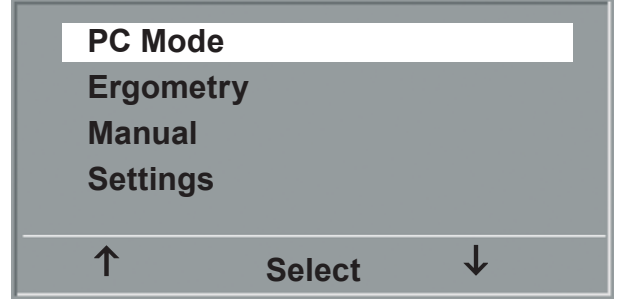 PC Mode
Ergometry
Manual
Settings
↑ Select ↓